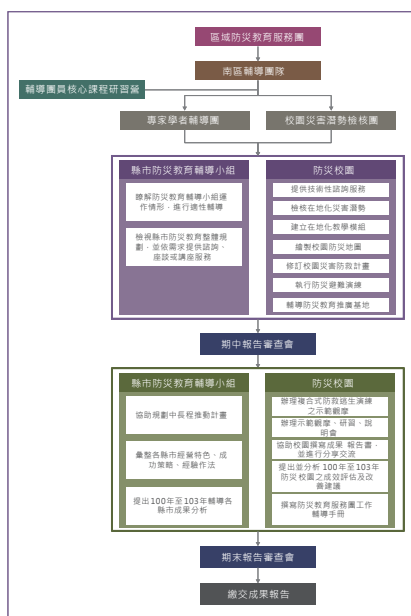 區域防災教育服務團
南區輔導團隊
輔導團員核心課程研習營
專家學者輔導團
校園災害潛勢檢核團
縣市防災教育輔導小組
瞭解防災教育輔導小組運
作情形，進行適性輔導
檢視縣市防災教育整體規
劃，並依需求提供諮詢、
座談或講座服務
防災校園
提供技術性諮詢服務
檢核在地化災害潛勢
建立在地化教學模組
繪製校園防災地圖
修訂校園災害防救計畫
執行防災避難演練
輔導防災教育推廣基地
期中報告審查會
縣市防災教育輔導小組
協助規劃中長程推動計畫
彙整各縣市經營特色、成
功策略、經驗作法
提出100年至103年輔導各
縣市成果分析
防災校園
辦理複合式防救逃生演練
之示範觀摩
辦理示範觀摩、研習、說
明會
協助校園撰寫成果 報告書，
並進行分享交流
提出並分析 100年至103年
防災校園之成效評估及改
善建議
撰寫防災教育服務團工作
輔導手冊
期末報告審查會
繳交成果報告